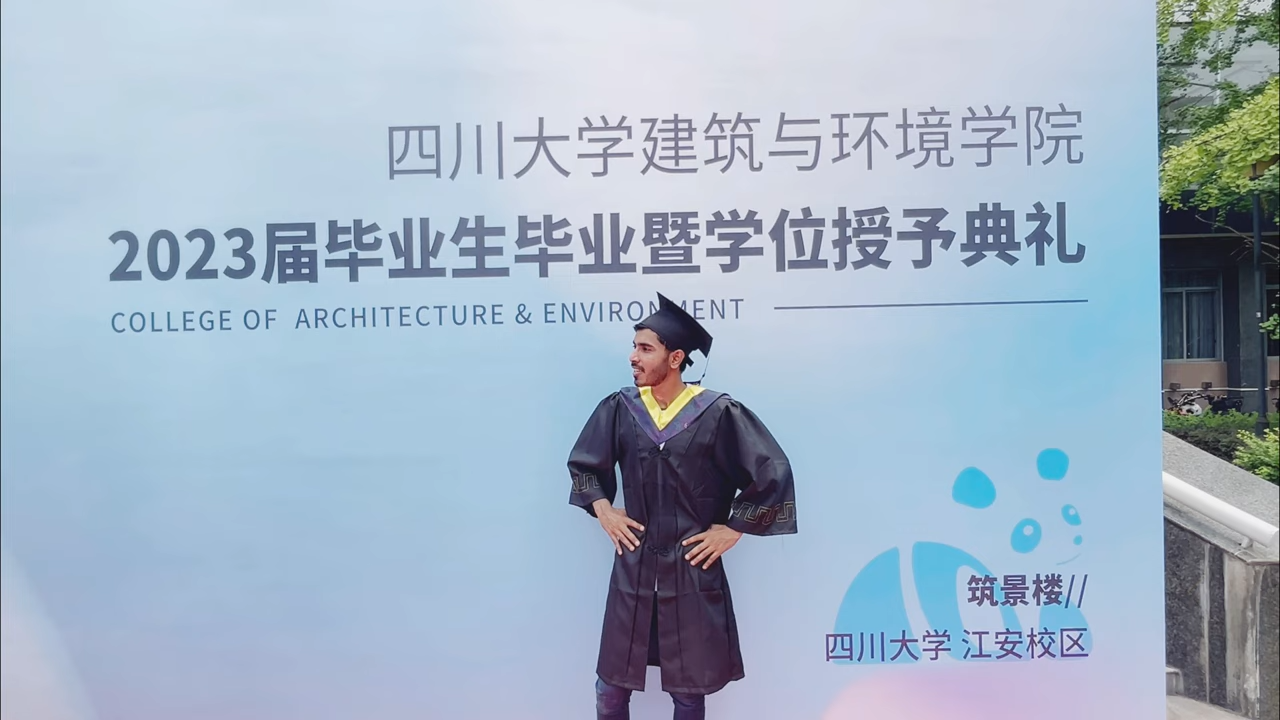 四川大学建筑与环境学院
2023届毕业生毕业暨学位授予典礼
COLLEGE OF ARCHITECTURE & ENVIRONMENT
筑景楼//
四川大学 江安校区